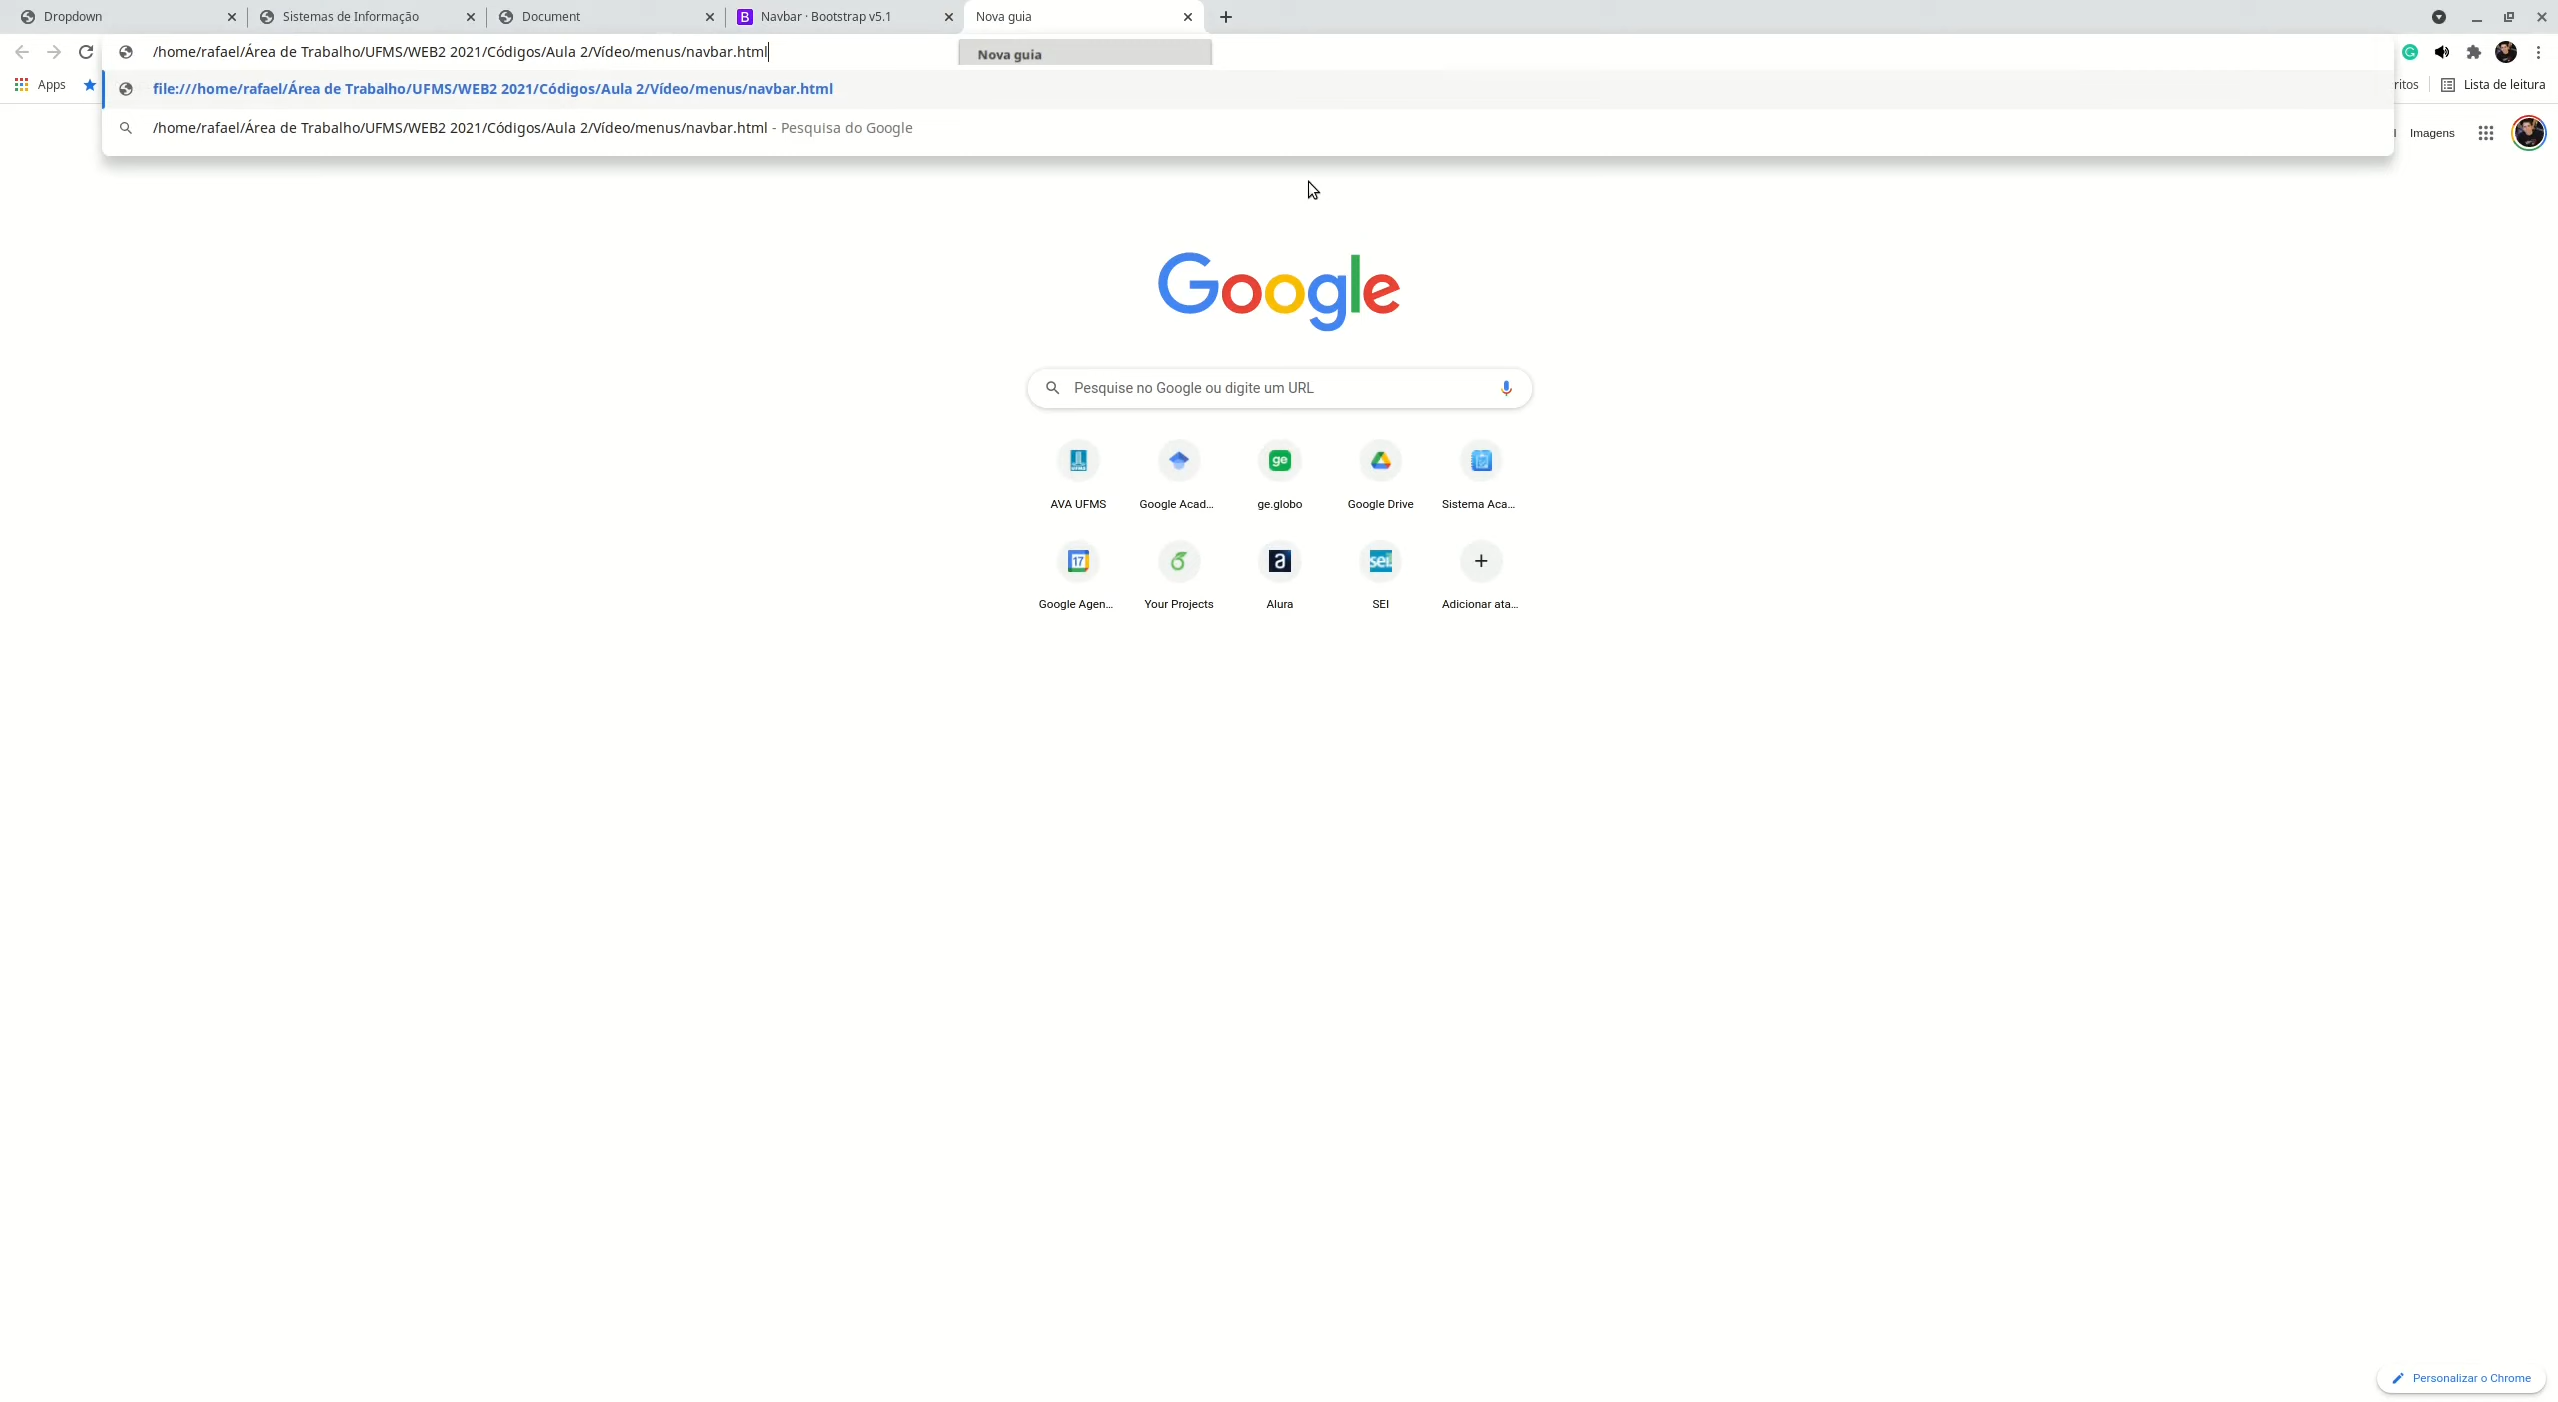 Dropdown
Sistemas de Informação
Document
B Navbar · Bootstrap v5.1
Nova guia
/home/rafael/Área de Trabalho/UFMS/WEB2 2021/Códigos/Aula 2/Vídeo/menus/navbar.html
Nova guia
Apps
file:///home/rafael/Área de Trabalho/UFMS/WEB2 2021/Códigos/Aula 2/Vídeo/menus/navbar.html
ritos
Lista de leitura
/home/rafael/Área de Trabalho/UFMS/WEB2 2021/Códigos/Aula 2/Vídeo/menus/navbar.html - Pesquisa do Google
Imagens
Google
Pesquise no Google ou digite um URL
ge
AVA UFMS
Google Acad...
ge.globo
Google Drive
Sistema Aca...
17
a
sei
Google Agen...
Your Projects
Alura
SEI
Adicionar ata...
Personalizar o Chrome